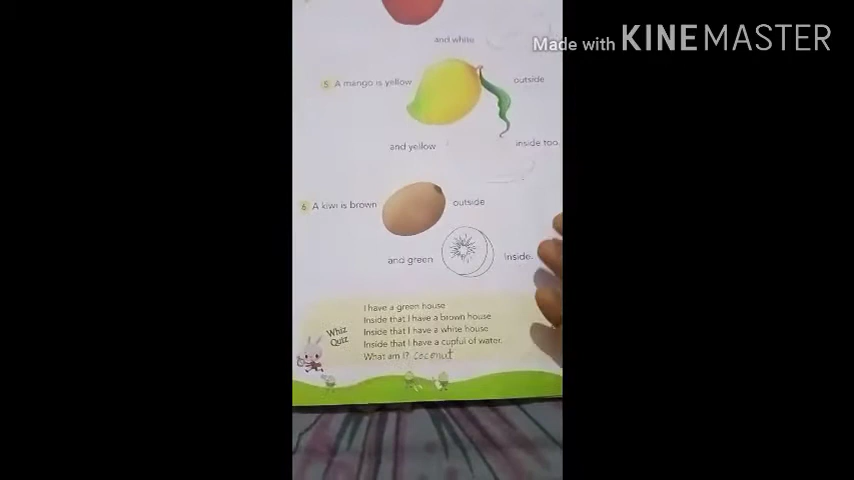 Made with KINEMASTER
and white
5 A mango is yellow outside
and yellow inside too.
6 A kiwi is brown outside
and green inside.
Whiz Quiz
I have a green house
Inside that I have a brown house
Inside that I have a white house
Inside that I have a cupful of water.
What am I? coconut